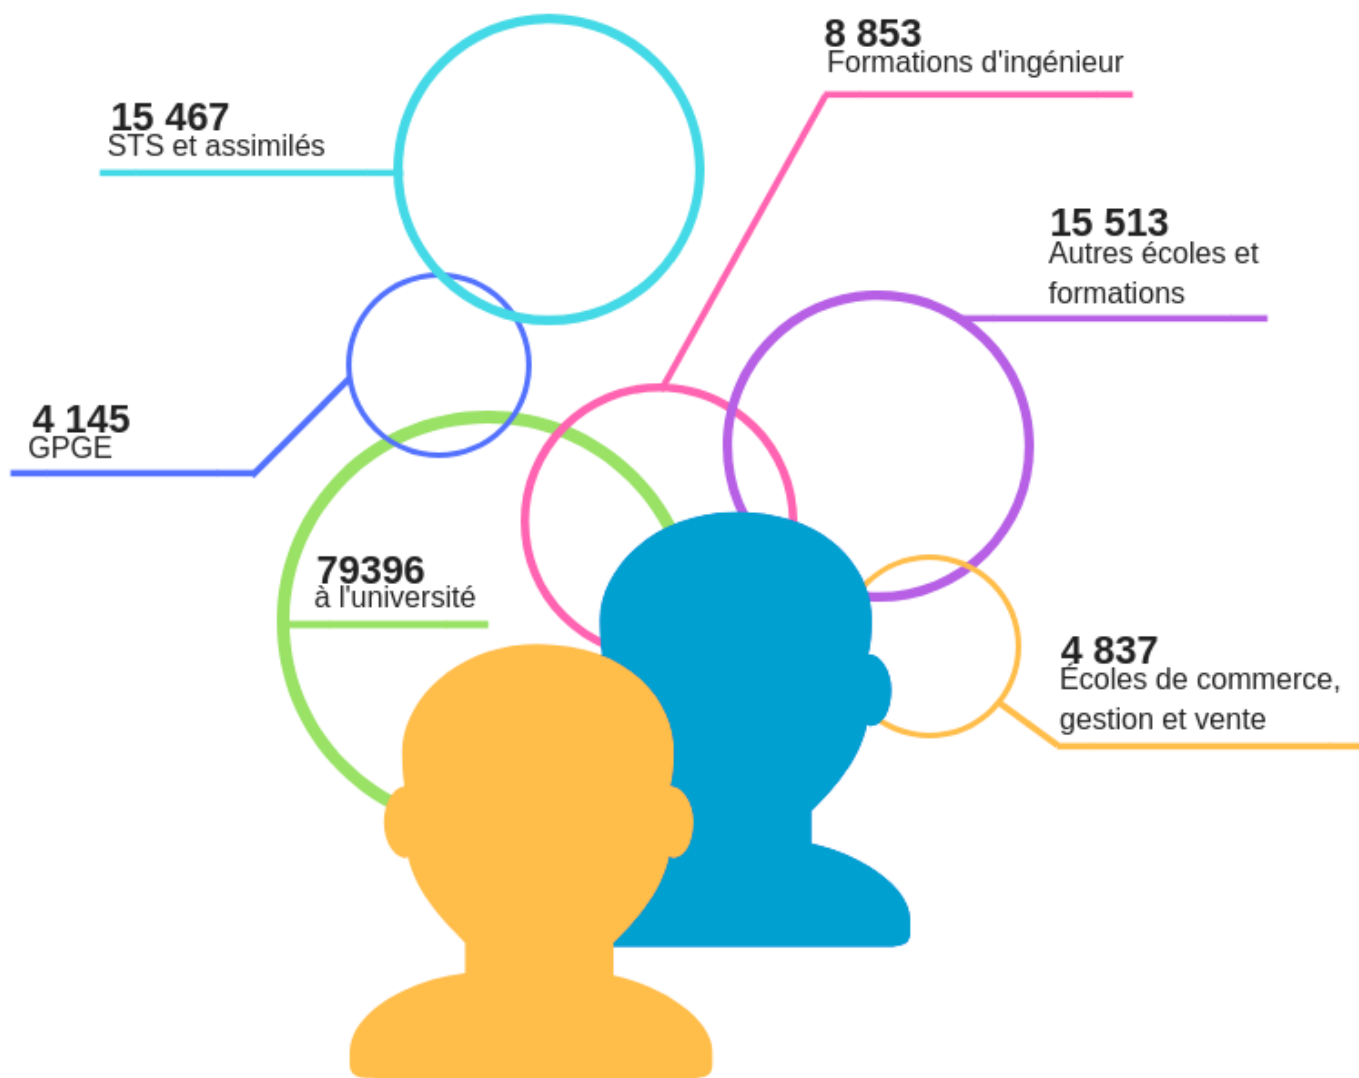 8 853
Formations d'ingénieur
15 467
STS et assimilés
15 513
Autres écoles et
formations
4 145
GPGE
79396
à l'université
4 837
Écoles de commerce,
gestion et vente